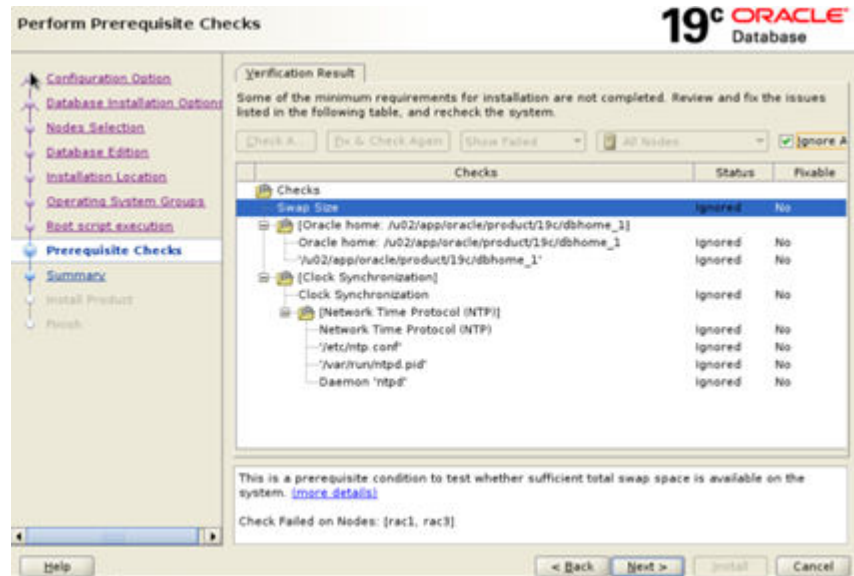 Perform Prerequisite Checks
19c ORACLE
Database
Configuration Option
Database Installation Options
Nodes Selection
Database Edition
Installation Location
Operating System Groups
Root script execution
Prerequisite Checks
Summary
Install Product
Finish
Verification Result
Some of the minimum requirements for installation are not completed. Review and fix the issues
listed in the following table, and recheck the system.
Check A... Fix & Check Again Show Failed All Nodes Ignore A
Checks Status Fixable
Checks
Swap Size Ignored No
[Oracle home: /u02/app/oracle/product/19c/dbhome_1]
Oracle home: /u02/app/oracle/product/19c/dbhome_1 Ignored No
'/u02/app/oracle/product/19c/dbhome_1' Ignored No
[Clock Synchronization]
Clock Synchronization Ignored No
[Network Time Protocol (NTP)]
Network Time Protocol (NTP) Ignored No
'/etc/ntp.conf' Ignored No
'/var/run/ntpd.pid' Ignored No
Daemon 'ntpd' Ignored No
This is a prerequisite condition to test whether sufficient total swap space is available on the
system. (more details)
Check Failed on Nodes: [rac1, rac3]
Help < Back Next > Install Cancel